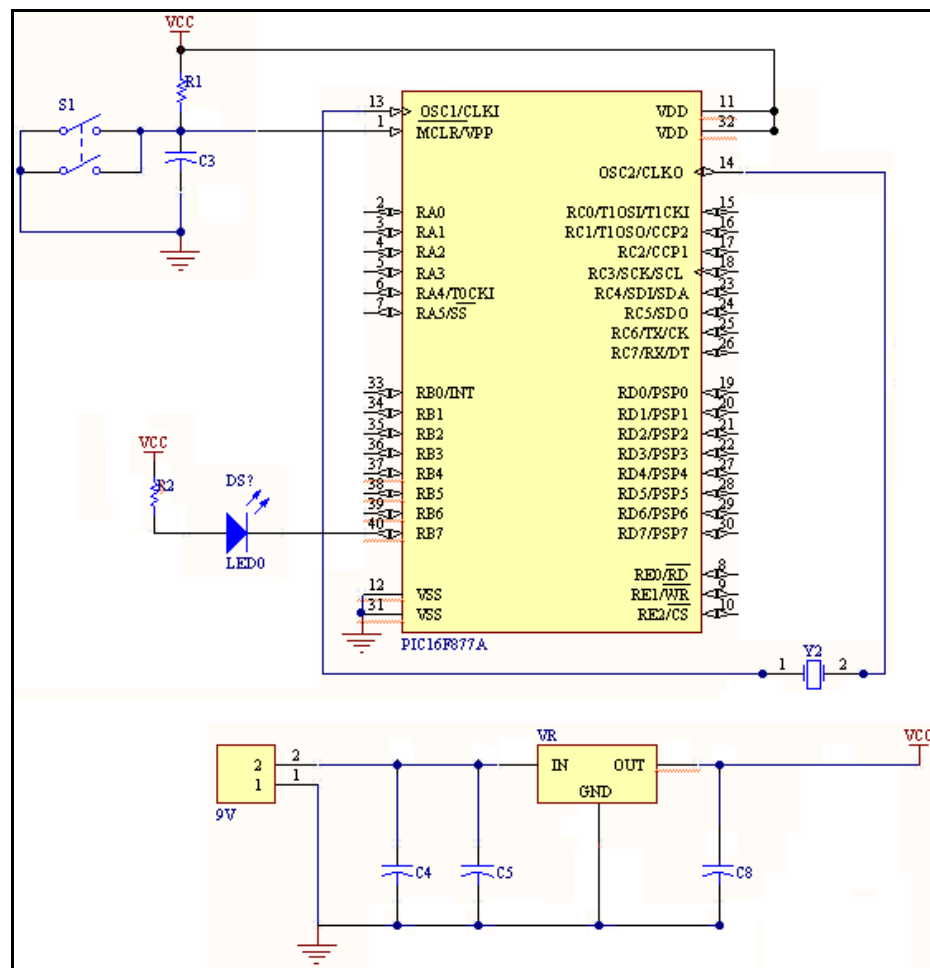 VCC
R1
S1
C3
13 OSC1/CLKI
1 MCLR/VPP
VDD 11
VDD 32
OSC2/CLKO 14
2 RA0
3 RA1
4 RA2
5 RA3
6 RA4/T0CKI
7 RA5/SS
RC0/T1OSI/T1CKI 15
RC1/T1OSO/CCP2 16
RC2/CCP1 17
RC3/SCK/SCL 18
RC4/SDI/SDA 23
RC5/SDO 24
RC6/TX/CK 25
RC7/RX/DT 26
33 RB0/INT
34 RB1
35 RB2
36 RB3
37 RB4
38 RB5
39 RB6
40 RB7
RD0/PSP0 19
RD1/PSP1 20
RD2/PSP2 21
RD3/PSP3 22
RD4/PSP4 27
RD5/PSP5 28
RD6/PSP6 29
RD7/PSP7 30
VCC
R2
DS?
LED0
RE0/RD 8
RE1/WR 9
RE2/CS 10
12 VSS
31 VSS
PIC16F877A
1 Y2 2
VR
VCC
2 2
1 1
9V
IN OUT
GND
C4
C5
C8